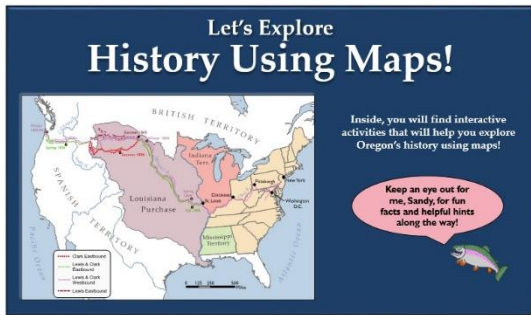 Let's Explore
History Using Maps!
Inside, you will find interactive
activities that will help you explore
Oregon's history using maps!
Keep an eye out for
me, Sandy, for fun
facts and helpful hints
along the way!
BRITISH TERRITORY
SPANISH TERRITORY
Louisiana
Purchase
Indiana
Terr.
Mississippi
Territory
Pacific Ocean
Atlantic Ocean
Pittsburgh
New York
Washington
D.C.
Cincinnati
St. Louis
Clark Eastbound
Lewis & Clark
Eastbound
Lewis & Clark
Westbound
Lewis Eastbound